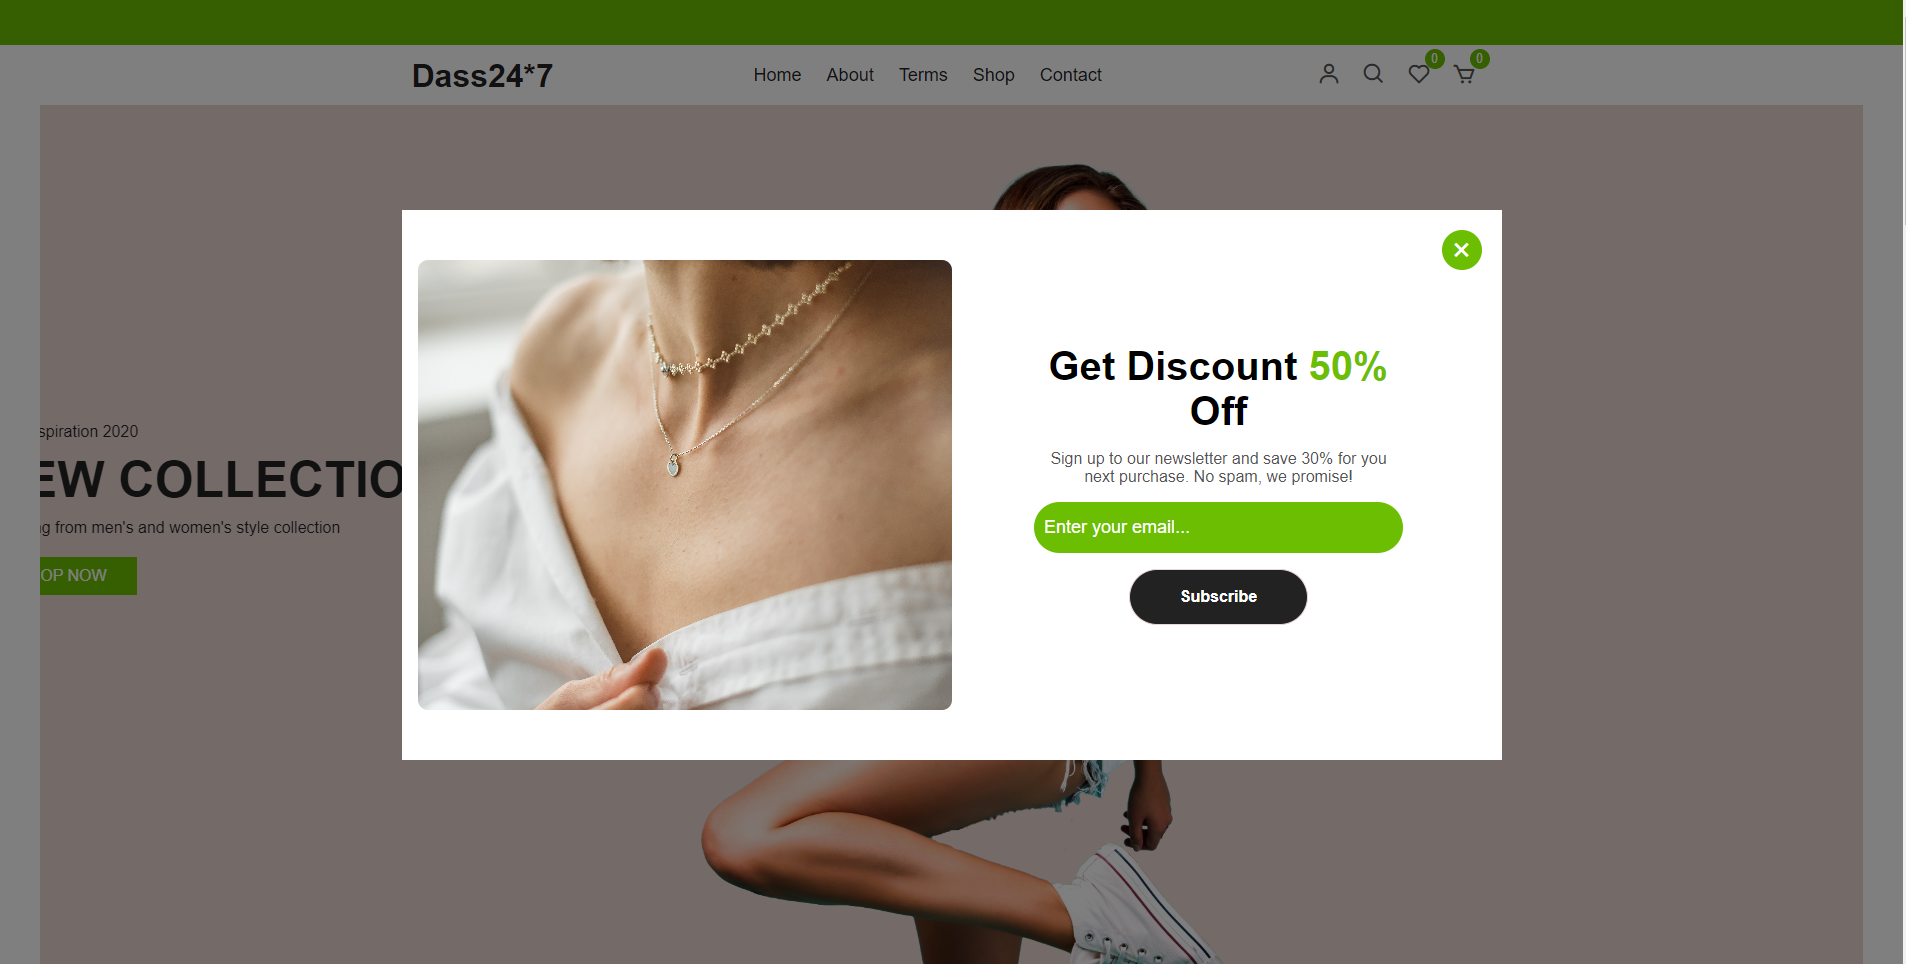 Dass24*7
Home About Terms Shop Contact
0 0
spiration 2020
EW COLLECTIO
ng from men's and women's style collection
OP NOW
Get Discount 50%
Off
Sign up to our newsletter and save 30% for you
next purchase. No spam, we promise!
Enter your email...
Subscribe